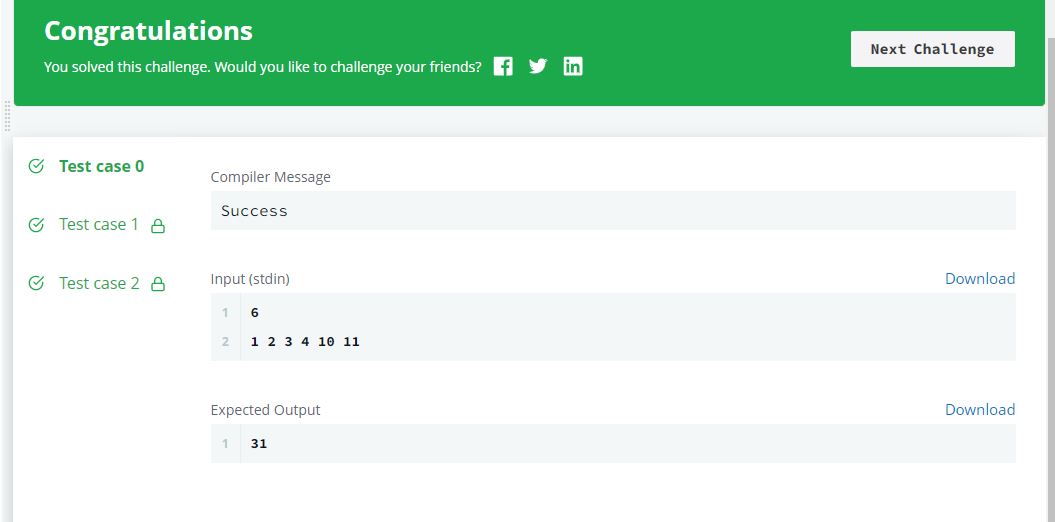 Congratulations
You solved this challenge. Would you like to challenge your friends?
Next Challenge
Test case 0
Test case 1
Test case 2
Compiler Message
Success
Input (stdin)
Download
1 6
2 1 2 3 4 10 11
Expected Output
Download
1 31